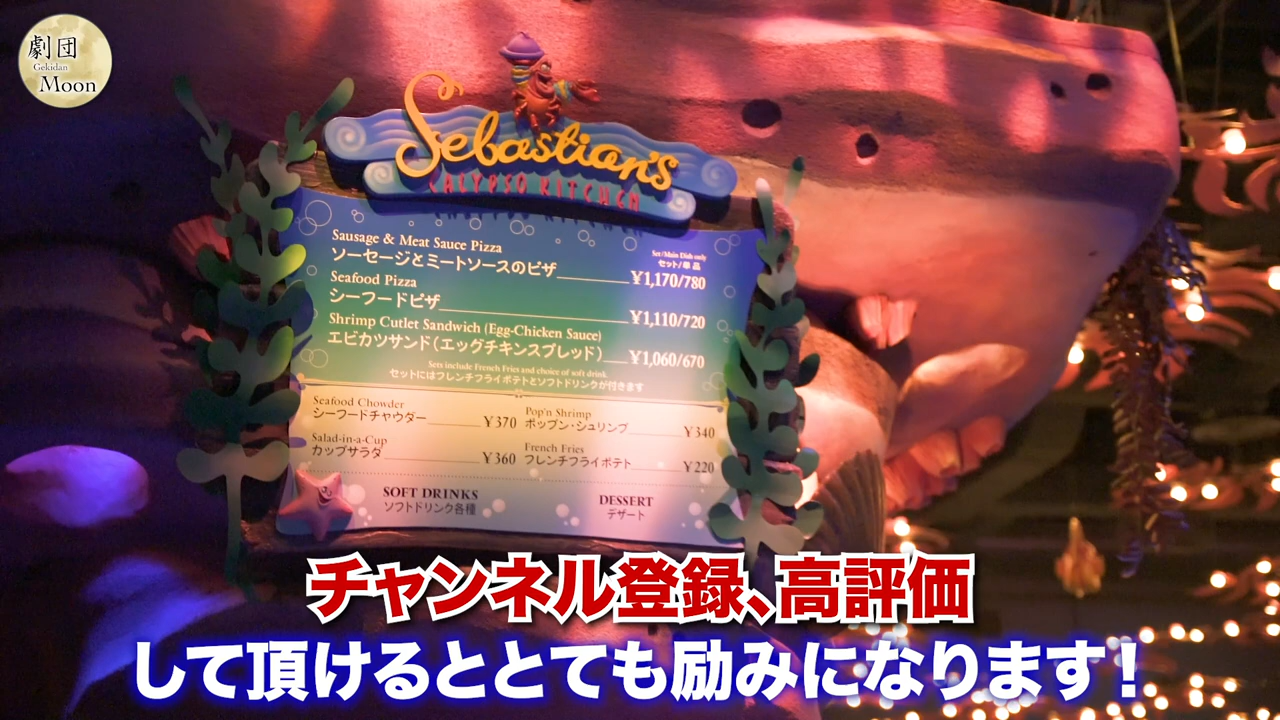 劇団
Gekidan
Moon
Sebastian's
CALYPSO KITCHEN
Sausage & Meat Sauce Pizza
Set/Main Dish only
セット/単品
ソーセージとミートソースのピザ ¥1,170/780
Seafood Pizza
シーフードピザ ¥1,110/720
Shrimp Cutlet Sandwich (Egg-Chicken Sauce)
エビカツサンド(エッグチキンスプレッド) ¥1,060/670
Sets include French Fries and choice of soft drink.
セットにはフレンチフライポテトとソフトドリンクが付きます
Seafood Chowder
シーフードチャウダー ¥370
Pop'n Shrimp
ポップン・シュリンプ ¥340
Salad-in-a-Cup
カップサラダ ¥360
French Fries
フレンチフライポテト ¥220
SOFT DRINKS
ソフトドリンク各種
DESSERT
デザート
チャンネル登録、高評価
して頂けるととても励みになります!